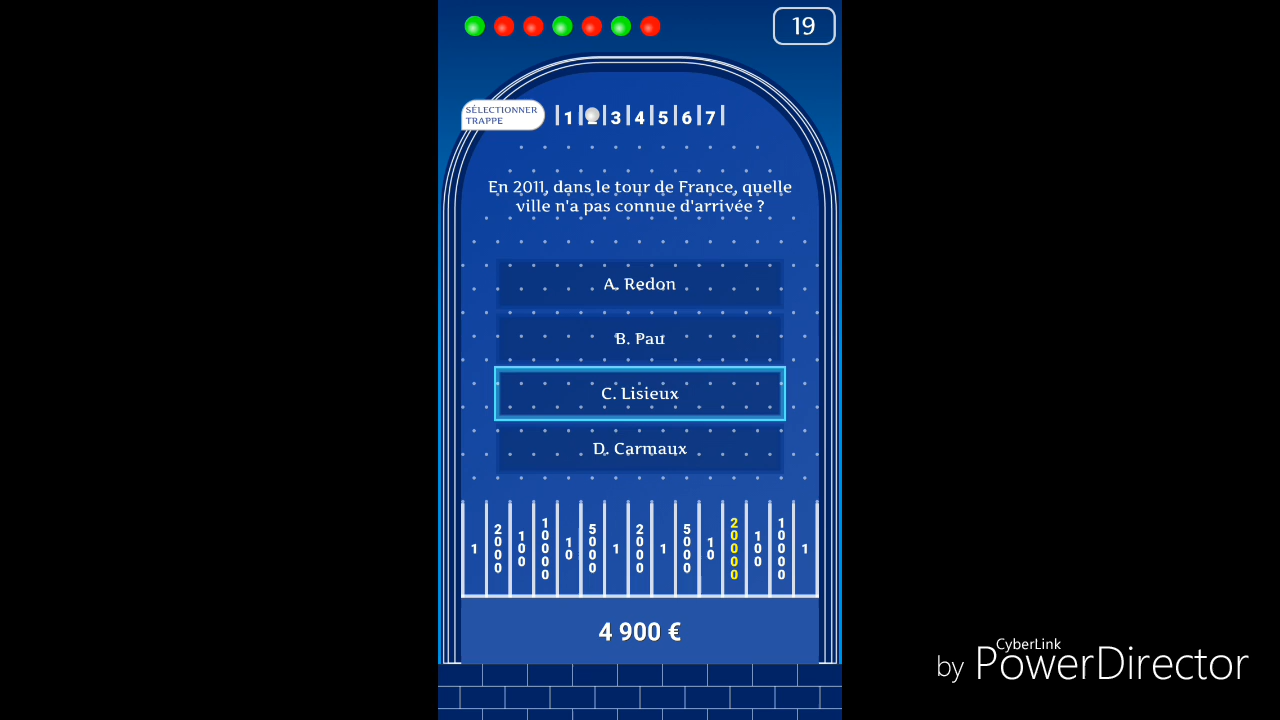 19
SÉLECTIONNER
TRAPPE
1 2 3 4 5 6 7
En 2011, dans le tour de France, quelle
ville n'a pas connue d'arrivée ?
A. Redon
B. Pau
C. Lisieux
D. Carmaux
1 2000 100 10000 10 5000 1 2000 1 5000 10 20000 100 10000 1
4 900 €
CyberLink
by PowerDirector